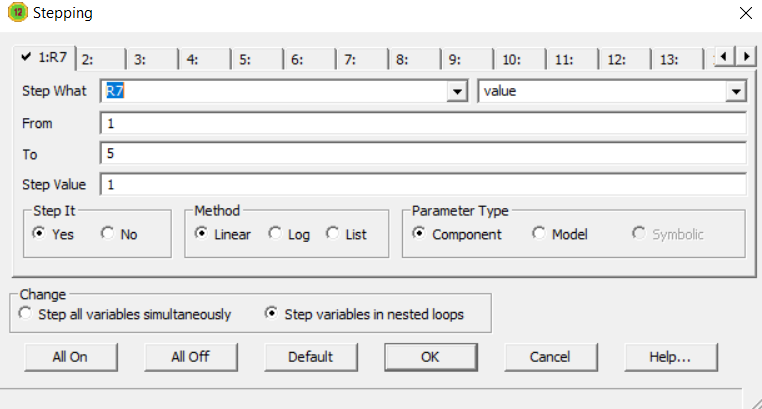 12 Stepping
1:R7 2: 3: 4: 5: 6: 7: 8: 9: 10: 11: 12: 13:
Step What R7 value
From 1
To 5
Step Value 1
Step It Method Parameter Type
Yes No Linear Log List Component Model Symbolic
Change
Step all variables simultaneously Step variables in nested loops
All On All Off Default OK Cancel Help...